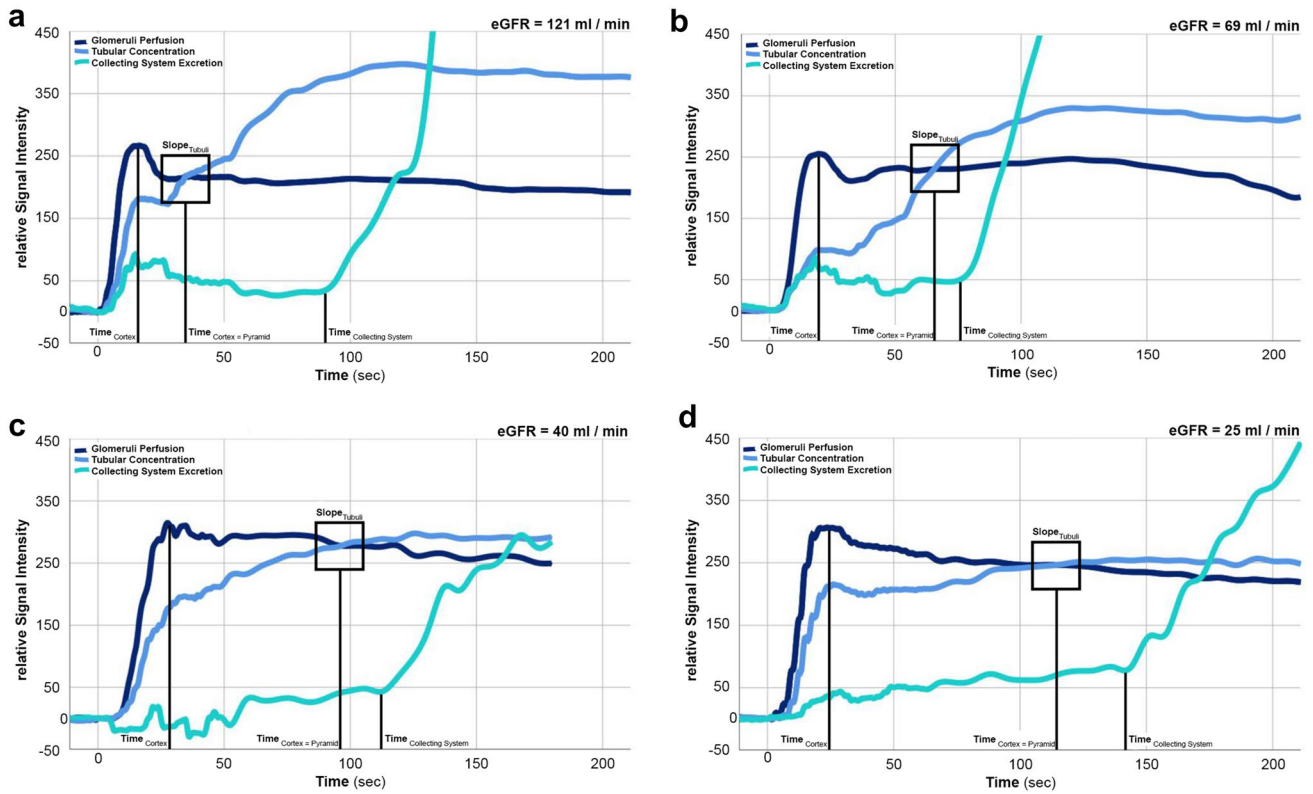 a
eGFR = 121 ml / min
Glomeruli Perfusion
Tubular Concentration
Collecting System Excretion
relative Signal Intensity
450
350
250
150
50
0
-50
Slope Tubuli
Time Cortex
Time Cortex = Pyramid
Time Collecting System
0 50 100 150 200
Time (sec)
b
eGFR = 69 ml / min
Glomeruli Perfusion
Tubular Concentration
Collecting System Excretion
relative Signal Intensity
450
350
250
150
50
0
-50
Slope Tubuli
Time Cortex
Time Cortex = Pyramid
Time Collecting System
0 50 100 150 200
Time (sec)
c
eGFR = 40 ml / min
Glomeruli Perfusion
Tubular Concentration
Collecting System Excretion
relative Signal Intensity
450
350
250
150
50
0
-50
Slope Tubuli
Time Cortex
Time Cortex = Pyramid
Time Collecting System
0 50 100 150 200
Time (sec)
d
eGFR = 25 ml / min
Glomeruli Perfusion
Tubular Concentration
Collecting System Excretion
relative Signal Intensity
450
350
250
150
50
0
-50
Slope Tubuli
Time Cortex
Time Cortex = Pyramid
Time Collecting System
0 50 100 150 200
Time (sec)